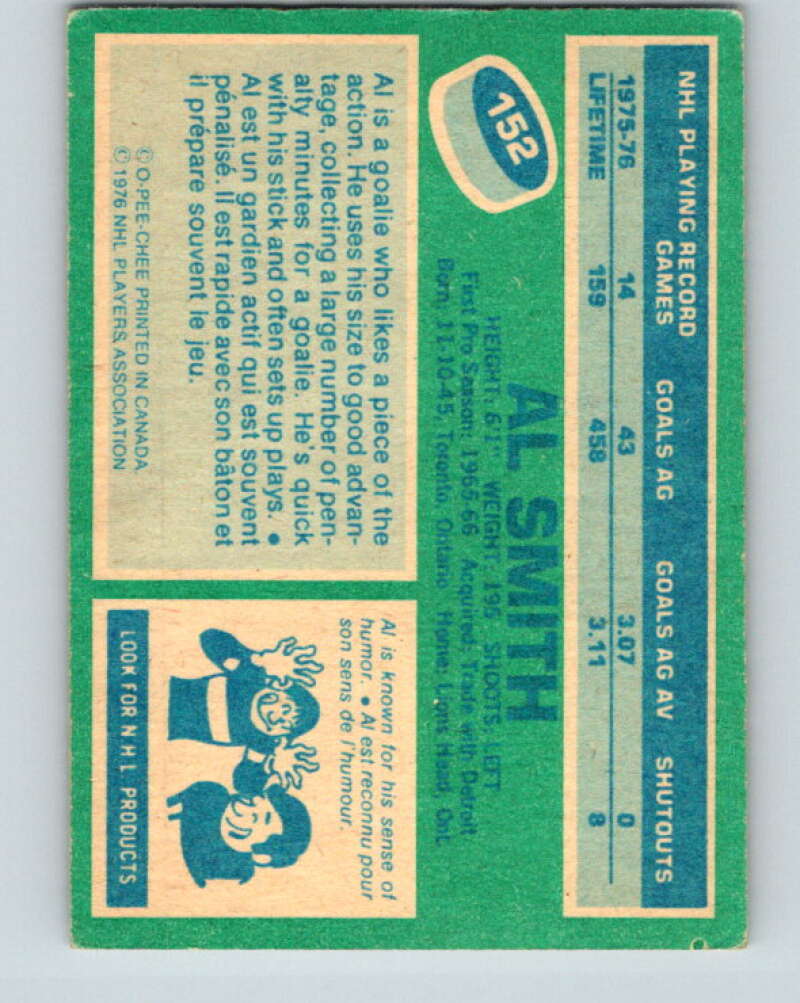 NHL PLAYING RECORD
GAMES GOALS AG GOALS AG AV SHUTOUTS
1975-76 14 43 3.07 0
LIFETIME 159 458 3.11 8
152
AL SMITH
HEIGHT: 6'1" WEIGHT: 195 SHOOTS: LEFT
First Pro Season: 1965-66 Acquired: Trade with Detroit
Born: 11-10-45, Toronto, Ontario Home: Lions Head, Ont.
Al is a goalie who likes a piece of the
action. He uses his size to good advan-
tage, collecting a large number of pen-
alty minutes for a goalie. He's quick
with his stick and often sets up plays. •
Al est un gardien actif qui est souvent
pénalisé. Il est rapide avec son bâton et
il prépare souvent le jeu.
© O-PEE-CHEE PRINTED IN CANADA
© 1976 NHL PLAYERS ASSOCIATION
Al is known for his sense of
humor. • Al est reconnu pour
son sens de l'humour.
LOOK FOR N H L PRODUCTS